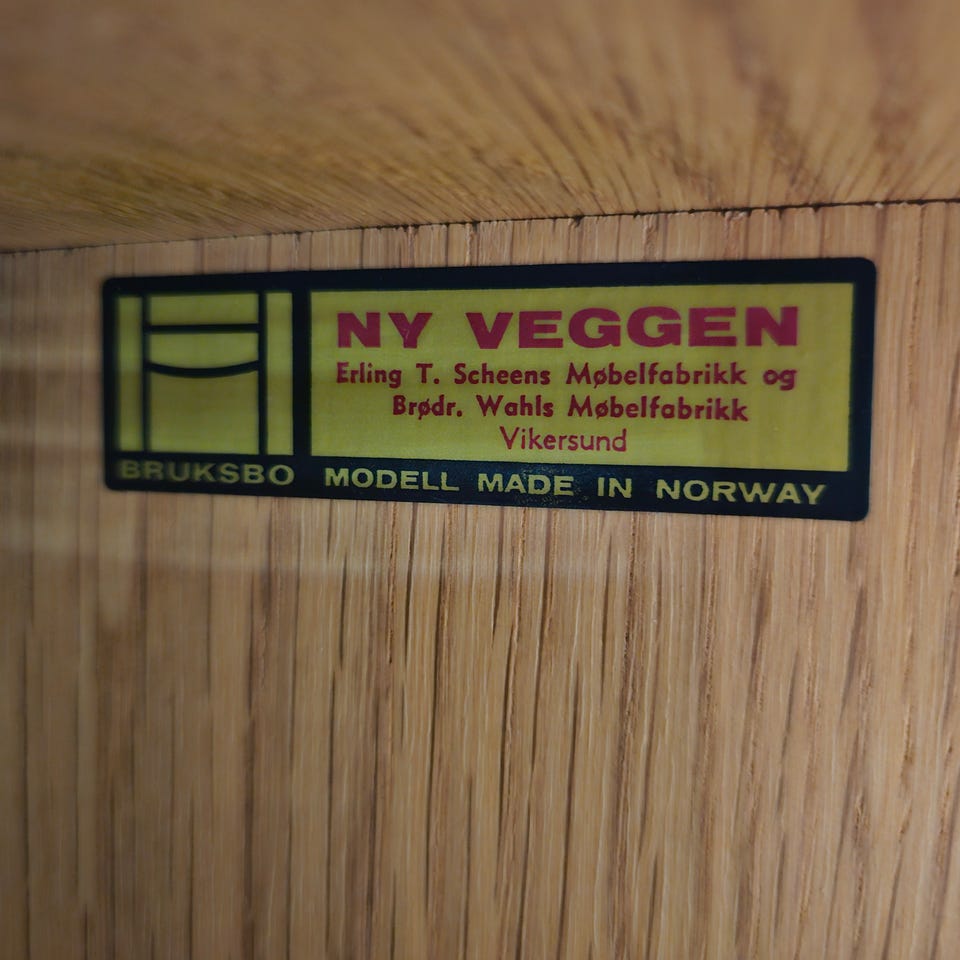 NY VEGGEN
Erling T. Scheens Møbelfabrikk og
Brødr. Wahls Møbelfabrikk
Vikersund
BRUKSBO MODELL MADE IN NORWAY